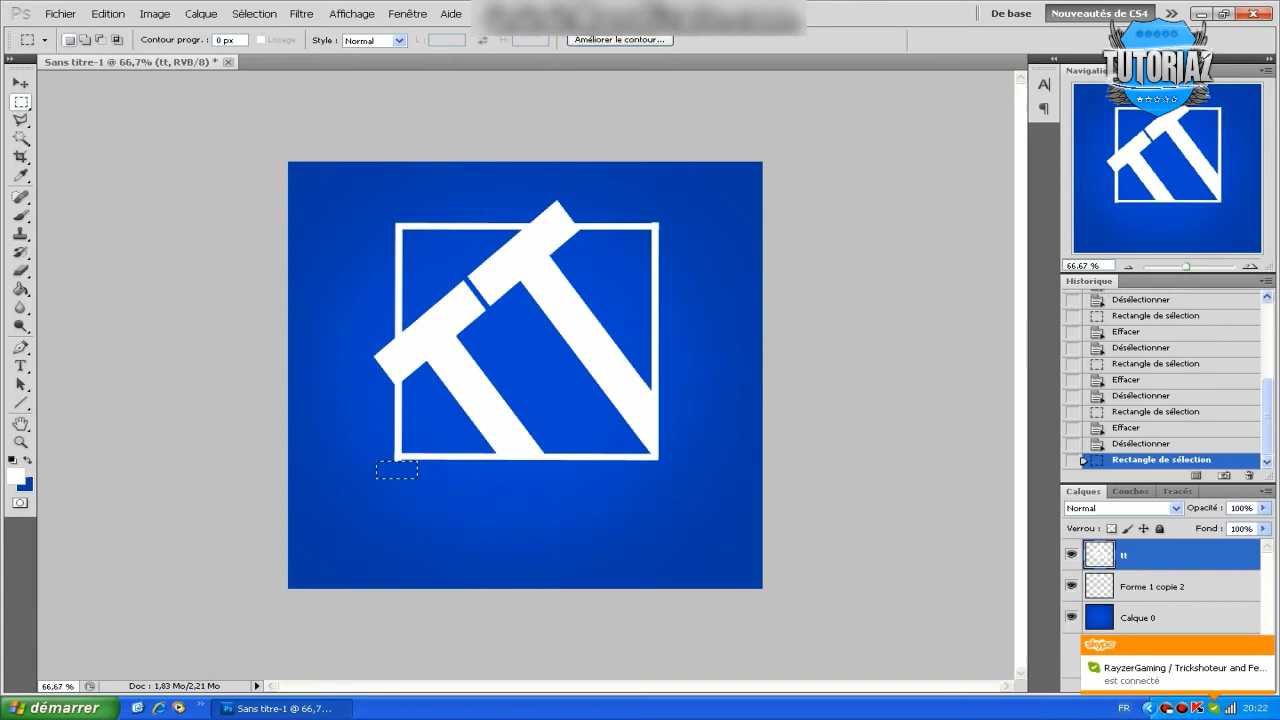 Ps Fichier Edition Image Calque Sélection Filtre Affichage Fenêtre Aide De base Nouveautés de CS4
Contour progr. : 0 px Lissage Style : Normal Améliorer le contour...
Sans titre-1 @ 66,7% (tt, RVB/8) *
TUTORIAZ
TT
66.67 %
Historique
Désélectionner
Rectangle de sélection
Effacer
Désélectionner
Rectangle de sélection
Effacer
Désélectionner
Rectangle de sélection
Effacer
Désélectionner
Rectangle de sélection
Calques Couches Tracés
Normal Opacité : 100%
Verrou : Fond : 100%
tt
Forme 1 copie 2
Calque 0
skype
RayzerGaming / Trickshoteur and Fe...
est connecté
66,67 % Doc : 1,83 Mo/2,21 Mo
démarrer Sans titre-1 @ 66,7... FR 20:22